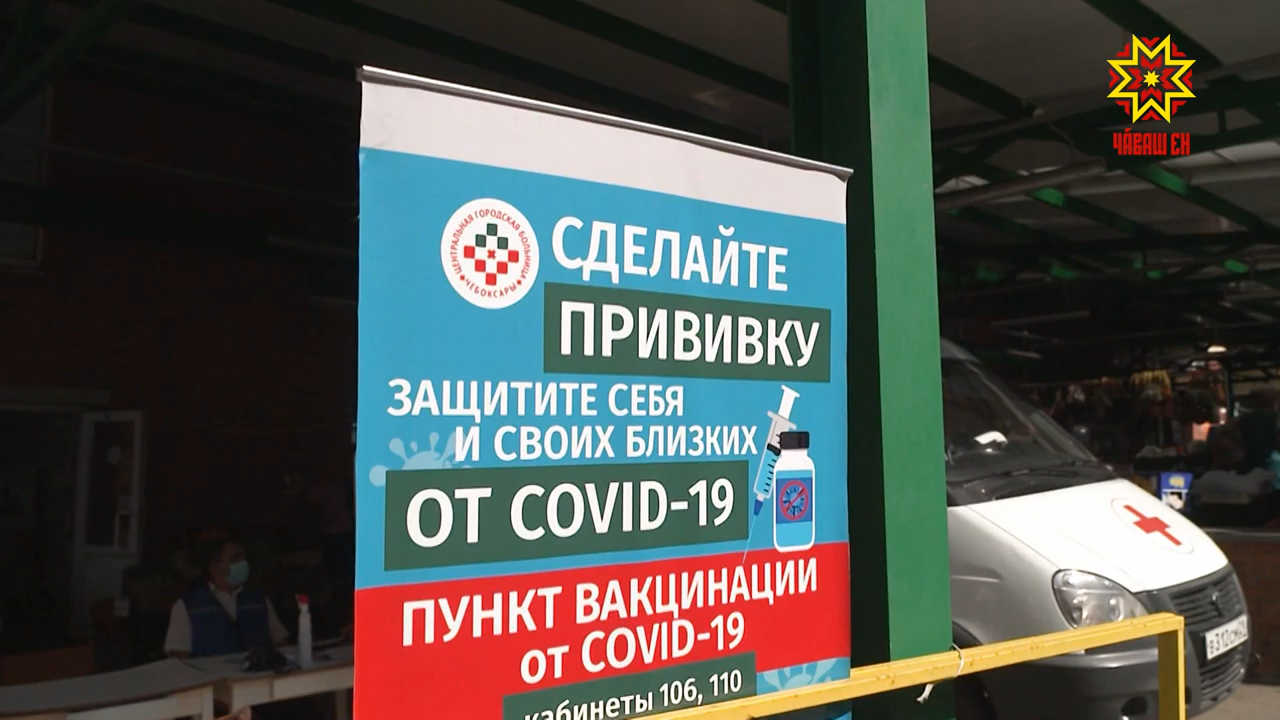 ЧӐВАШ ЕН
ЦЕНТРАЛЬНАЯ ГОРОДСКАЯ БОЛЬНИЦА
ЧЕБОКСАРЫ
СДЕЛАЙТЕ
ПРИВИВКУ
ЗАЩИТИТЕ СЕБЯ
И СВОИХ БЛИЗКИХ
ОТ COVID-19
ПУНКТ ВАКЦИНАЦИИ
от COVID-19
кабинеты 106, 110